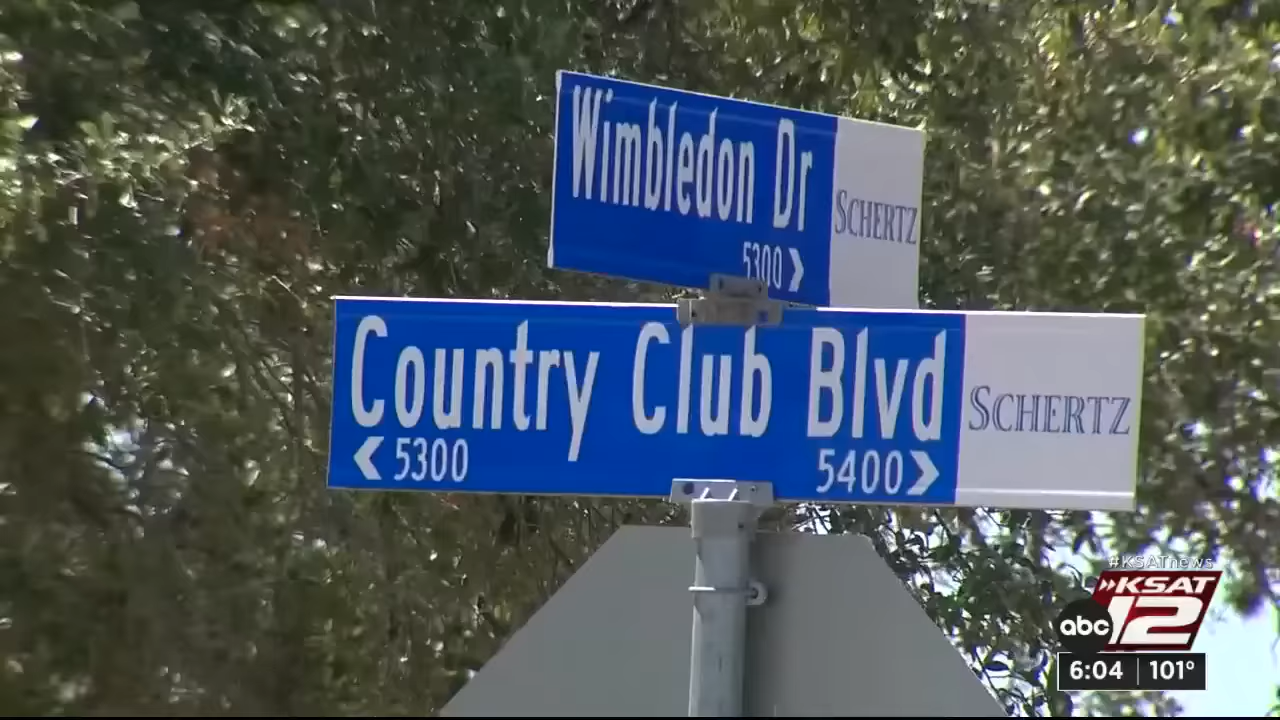 Wimbledon Dr
SCHERTZ
5300 >
Country Club Blvd
SCHERTZ
< 5300
5400 >
#KSATnews
»KSAT
abc 12
6:04 | 101°